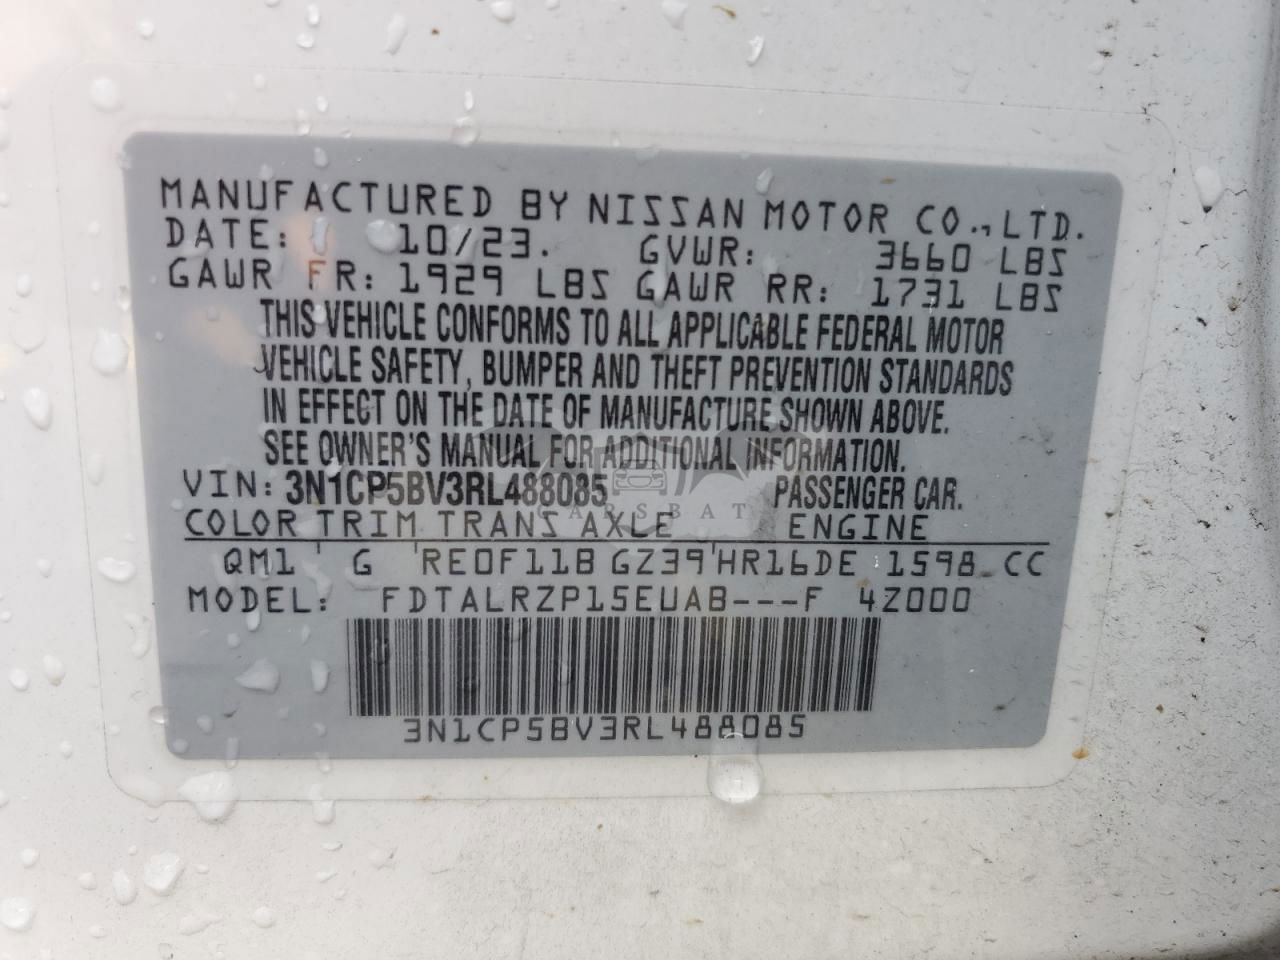 MANUFACTURED BY NISSAN MOTOR CO., LTD.
DATE: 10/23. GVWR: 3660 LBS
GAWR FR: 1929 LBS GAWR RR: 1731 LBS
THIS VEHICLE CONFORMS TO ALL APPLICABLE FEDERAL MOTOR
VEHICLE SAFETY, BUMPER AND THEFT PREVENTION STANDARDS
IN EFFECT ON THE DATE OF MANUFACTURE SHOWN ABOVE.
SEE OWNER'S MANUAL FOR ADDITIONAL INFORMATION.
VIN: 3N1CP5BV3RL488085 PASSENGER CAR.
CARSBAT
COLOR TRIM TRANS AXLE ENGINE
QM1 G RE0F11B GZ39 HR16DE 1598 CC
MODEL: FDTALRZP15EUAB---F 4Z000
3N1CP5BV3RL488085